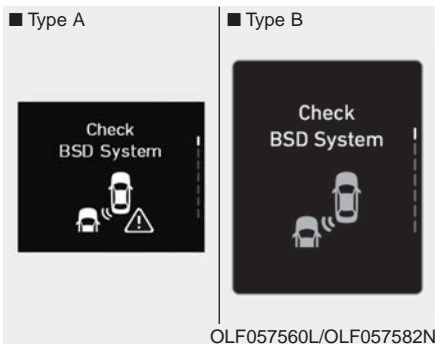 ■ Type A
Check
BSD System
■ Type B
Check
BSD System
OLF057560L/OLF057582N